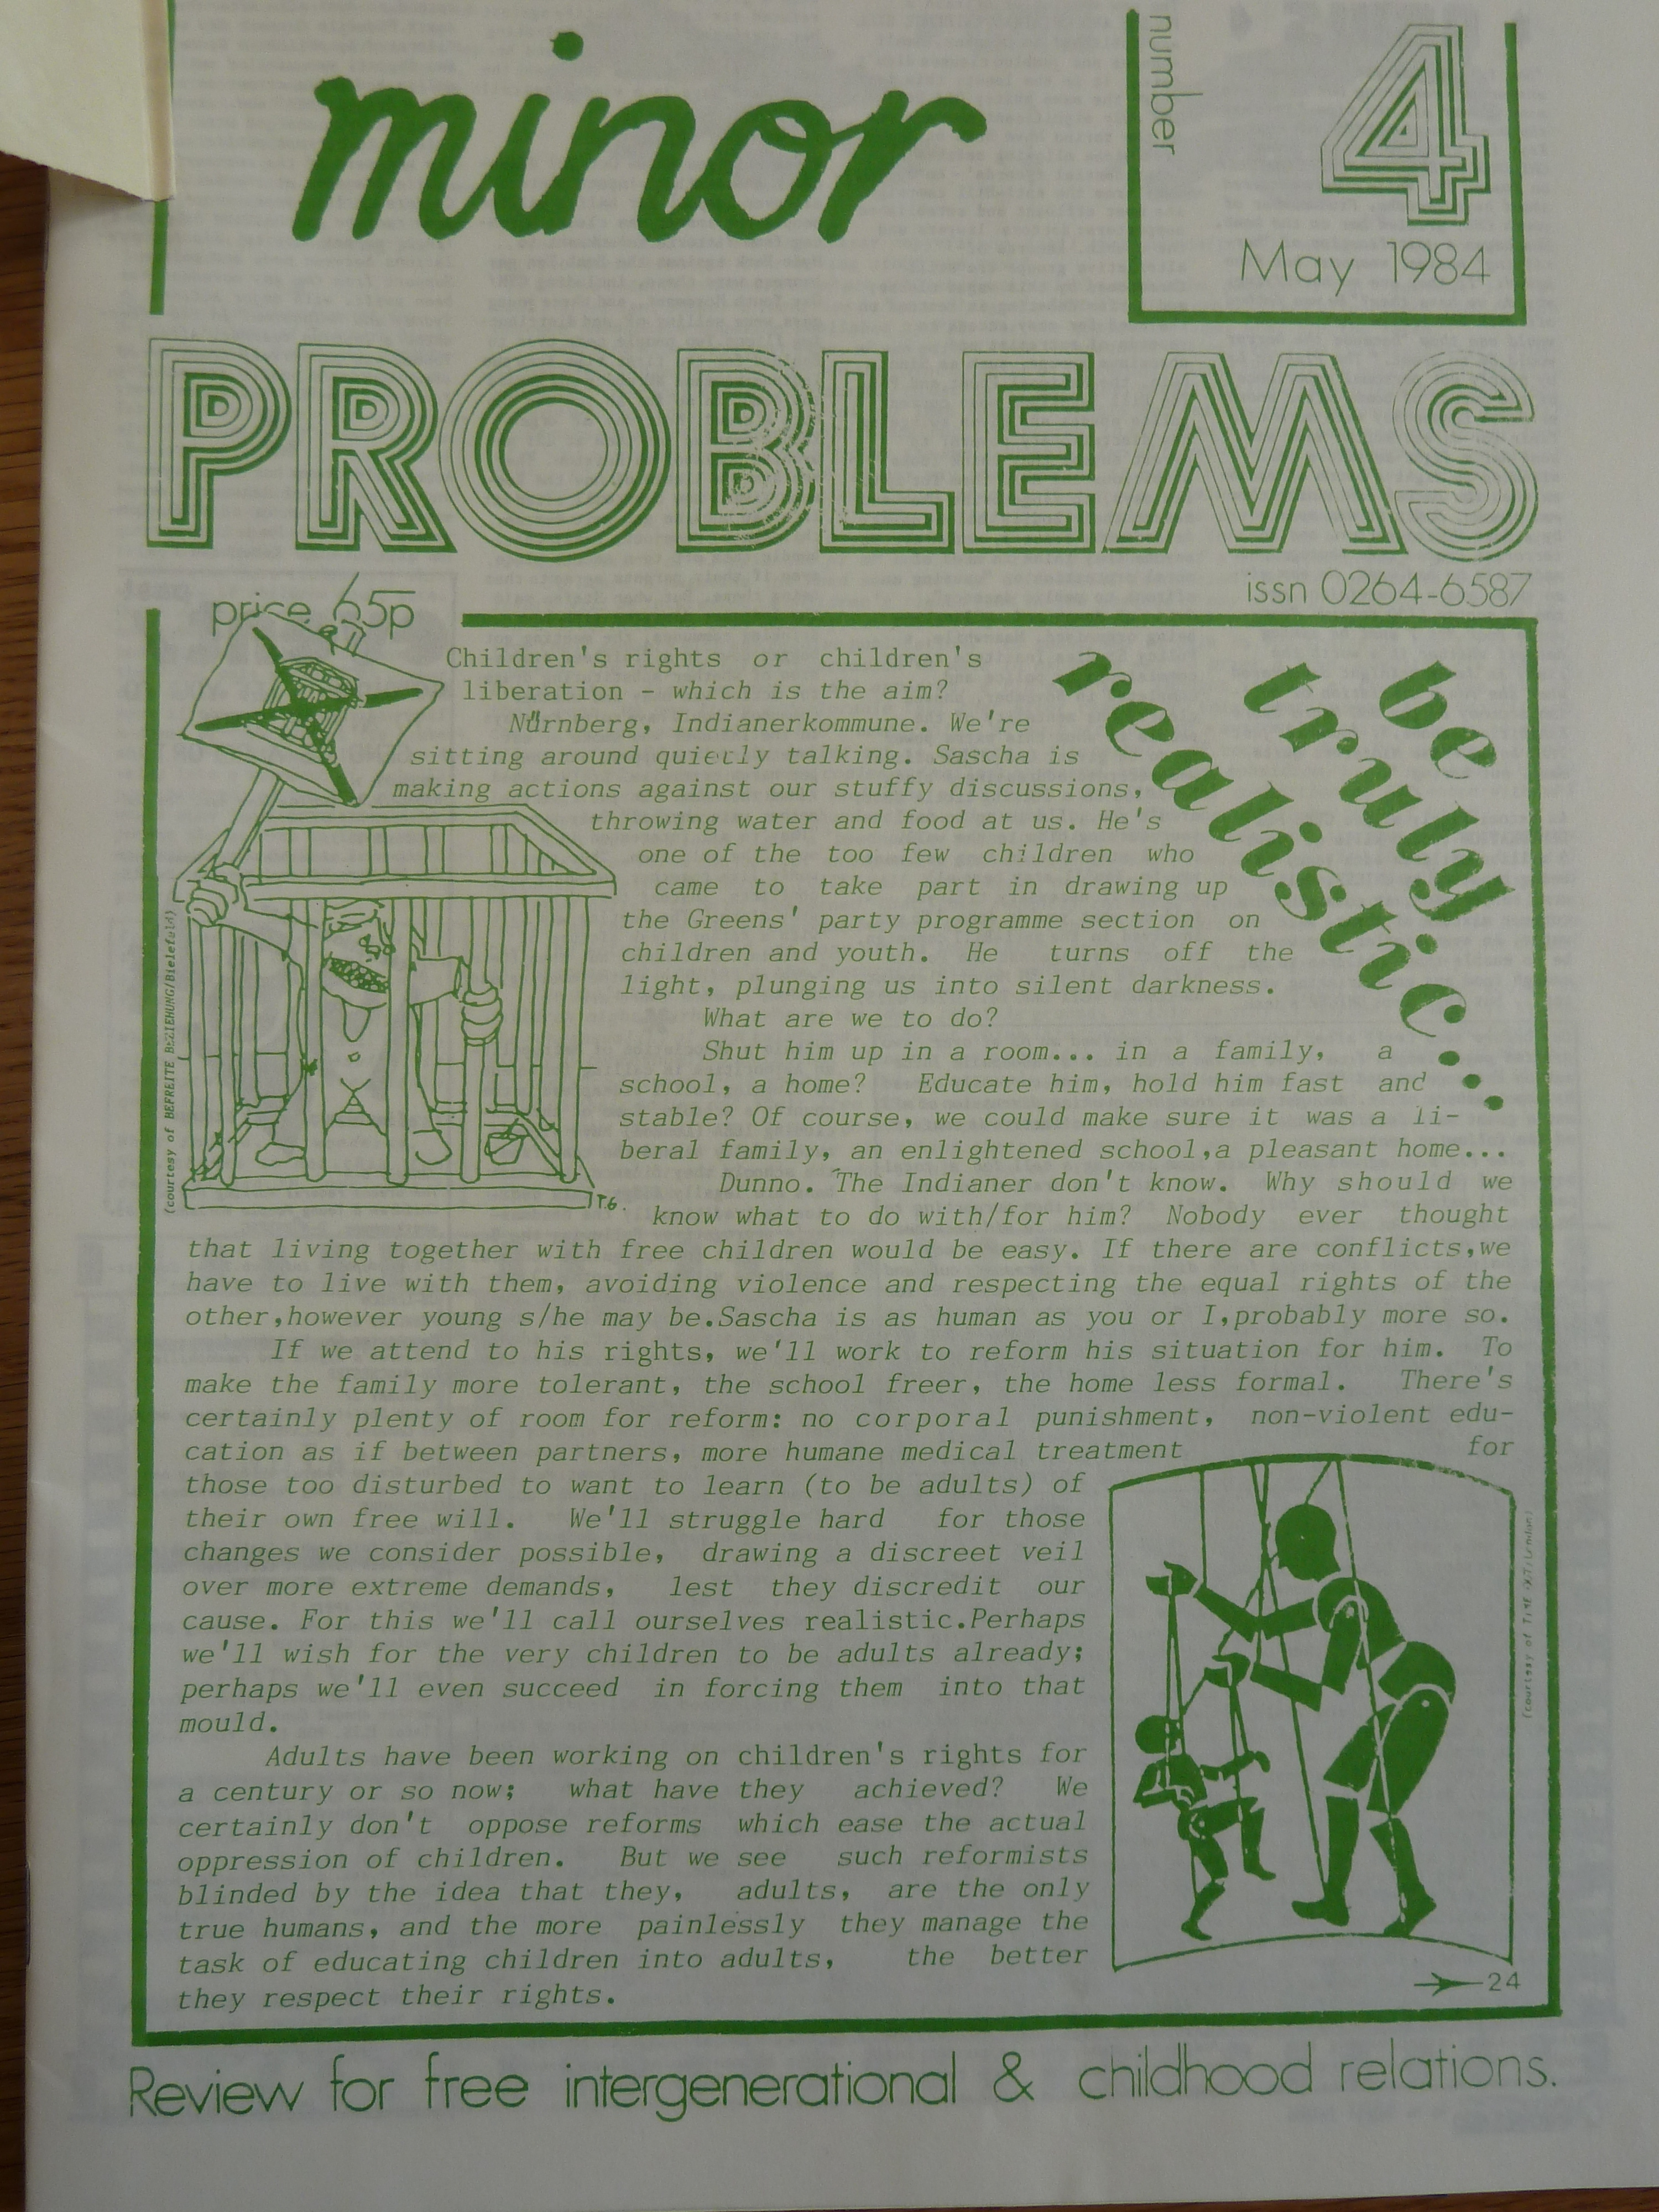 minor
number
4
May 1984
PROBLEMS
issn 0264-6587
price 65p
be
truly
realistic...
Children's rights or children's
liberation - which is the aim?
Nürnberg, Indianerkommune. We're
sitting around quietly talking. Sascha is
making actions against our stuffy discussions,
throwing water and food at us. He's
one of the too few children who
came to take part in drawing up
the Greens' party programme section on
children and youth. He turns off the
light, plunging us into silent darkness.
What are we to do?
Shut him up in a room... in a family, a
school, a home? Educate him, hold him fast and
stable? Of course, we could make sure it was a li-
beral family, an enlightened school,a pleasant home...
Dunno. The Indianer don't know. Why should we
know what to do with/for him? Nobody ever thought
that living together with free children would be easy. If there are conflicts,we
have to live with them, avoiding violence and respecting the equal rights of the
other,however young s/he may be.Sascha is as human as you or I,probably more so.
If we attend to his rights, we'll work to reform his situation for him. To
make the family more tolerant, the school freer, the home less formal. There's
certainly plenty of room for reform: no corporal punishment, non-violent edu-
cation as if between partners, more humane medical treatment for
those too disturbed to want to learn (to be adults) of
their own free will. We'll struggle hard for those
changes we consider possible, drawing a discreet veil
over more extreme demands, lest they discredit our
cause. For this we'll call ourselves realistic.Perhaps
we'll wish for the very children to be adults already;
perhaps we'll even succeed in forcing them into that
mould.
Adults have been working on children's rights for
a century or so now; what have they achieved? We
certainly don't oppose reforms which ease the actual
oppression of children. But we see such reformists
blinded by the idea that they, adults, are the only
true humans, and the more painlessly they manage the
task of educating children into adults, the better
they respect their rights.
(courtesy of BEFREITE BEZIEHUNG/Bielefeld)
T.G.
(courtesy of TIME OUT/London)
24
Review for free intergenerational & childhood relations.